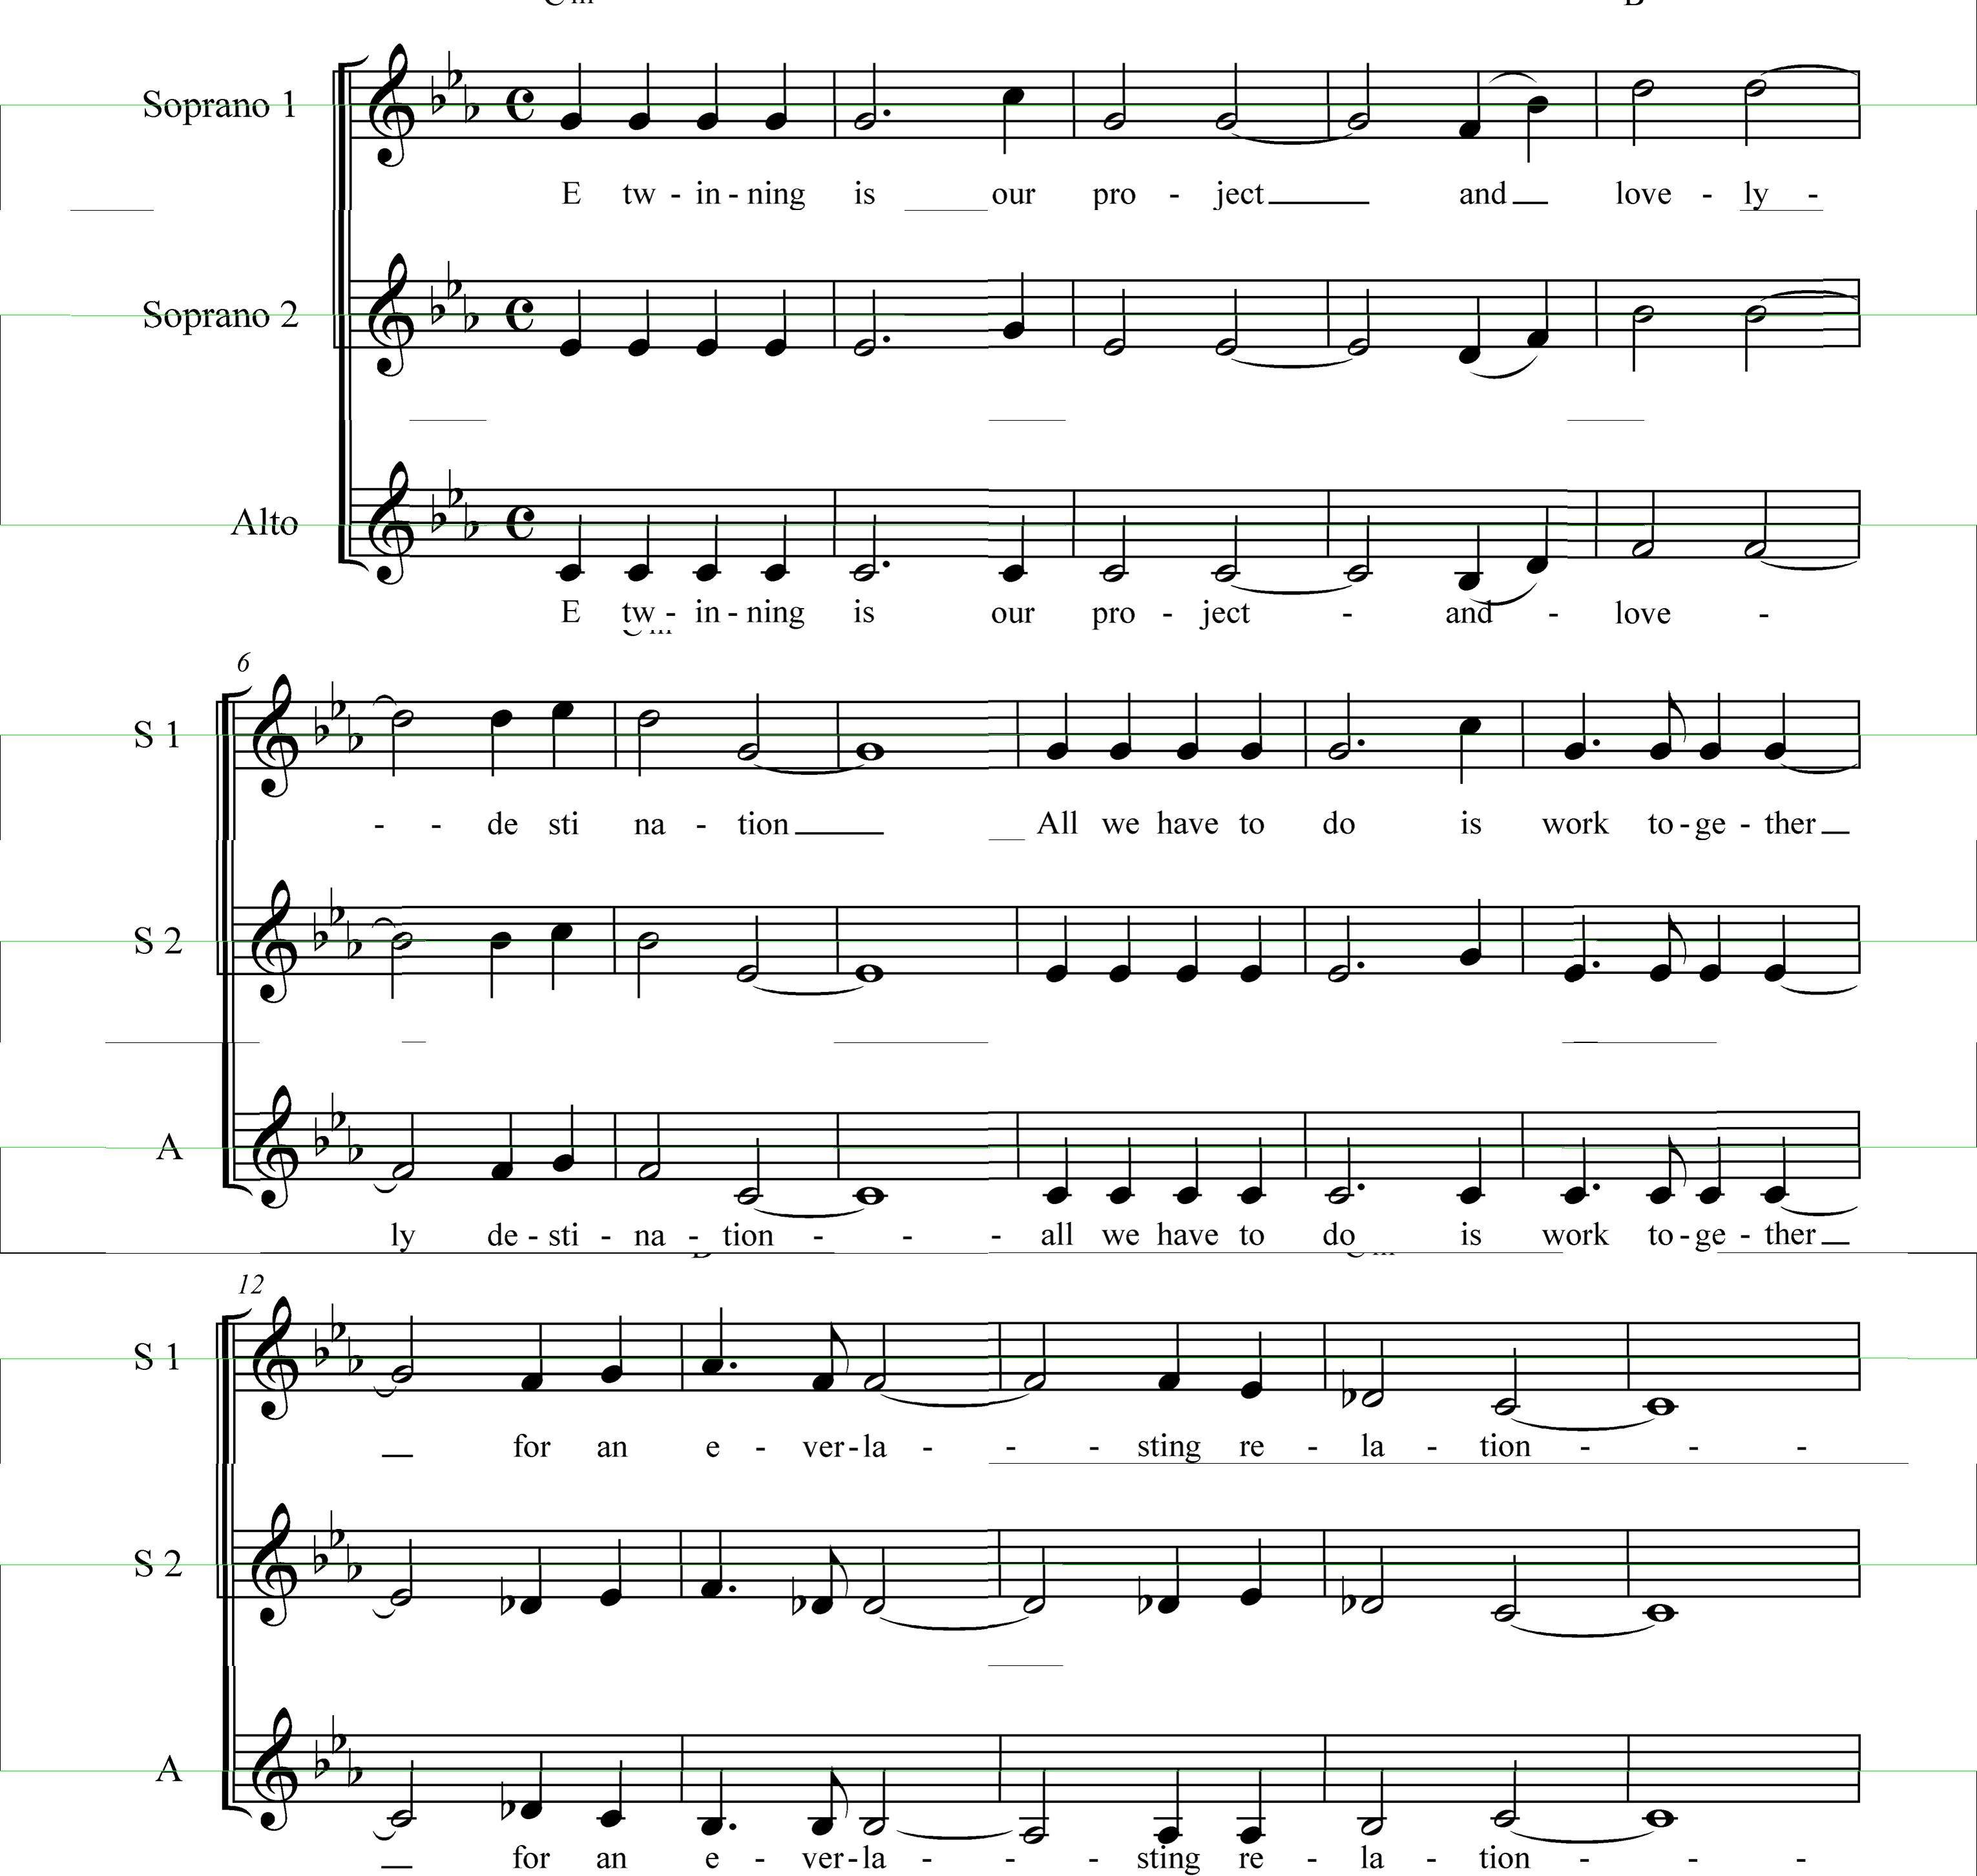 Soprano 1
E tw - in - ning is our pro - ject and love - ly -
Soprano 2
Alto
E tw - in - ning is our pro - ject - and - love -
6
S 1
- - de sti na - tion All we have to do is work to - ge - ther
S 2
A
ly de - sti - na - tion - - - all we have to do is work to - ge - ther
12
S 1
for an e - ver - la - - - sting re - la - tion - - -
S 2
A
for an e - ver - la - - - sting re - la - tion - - -